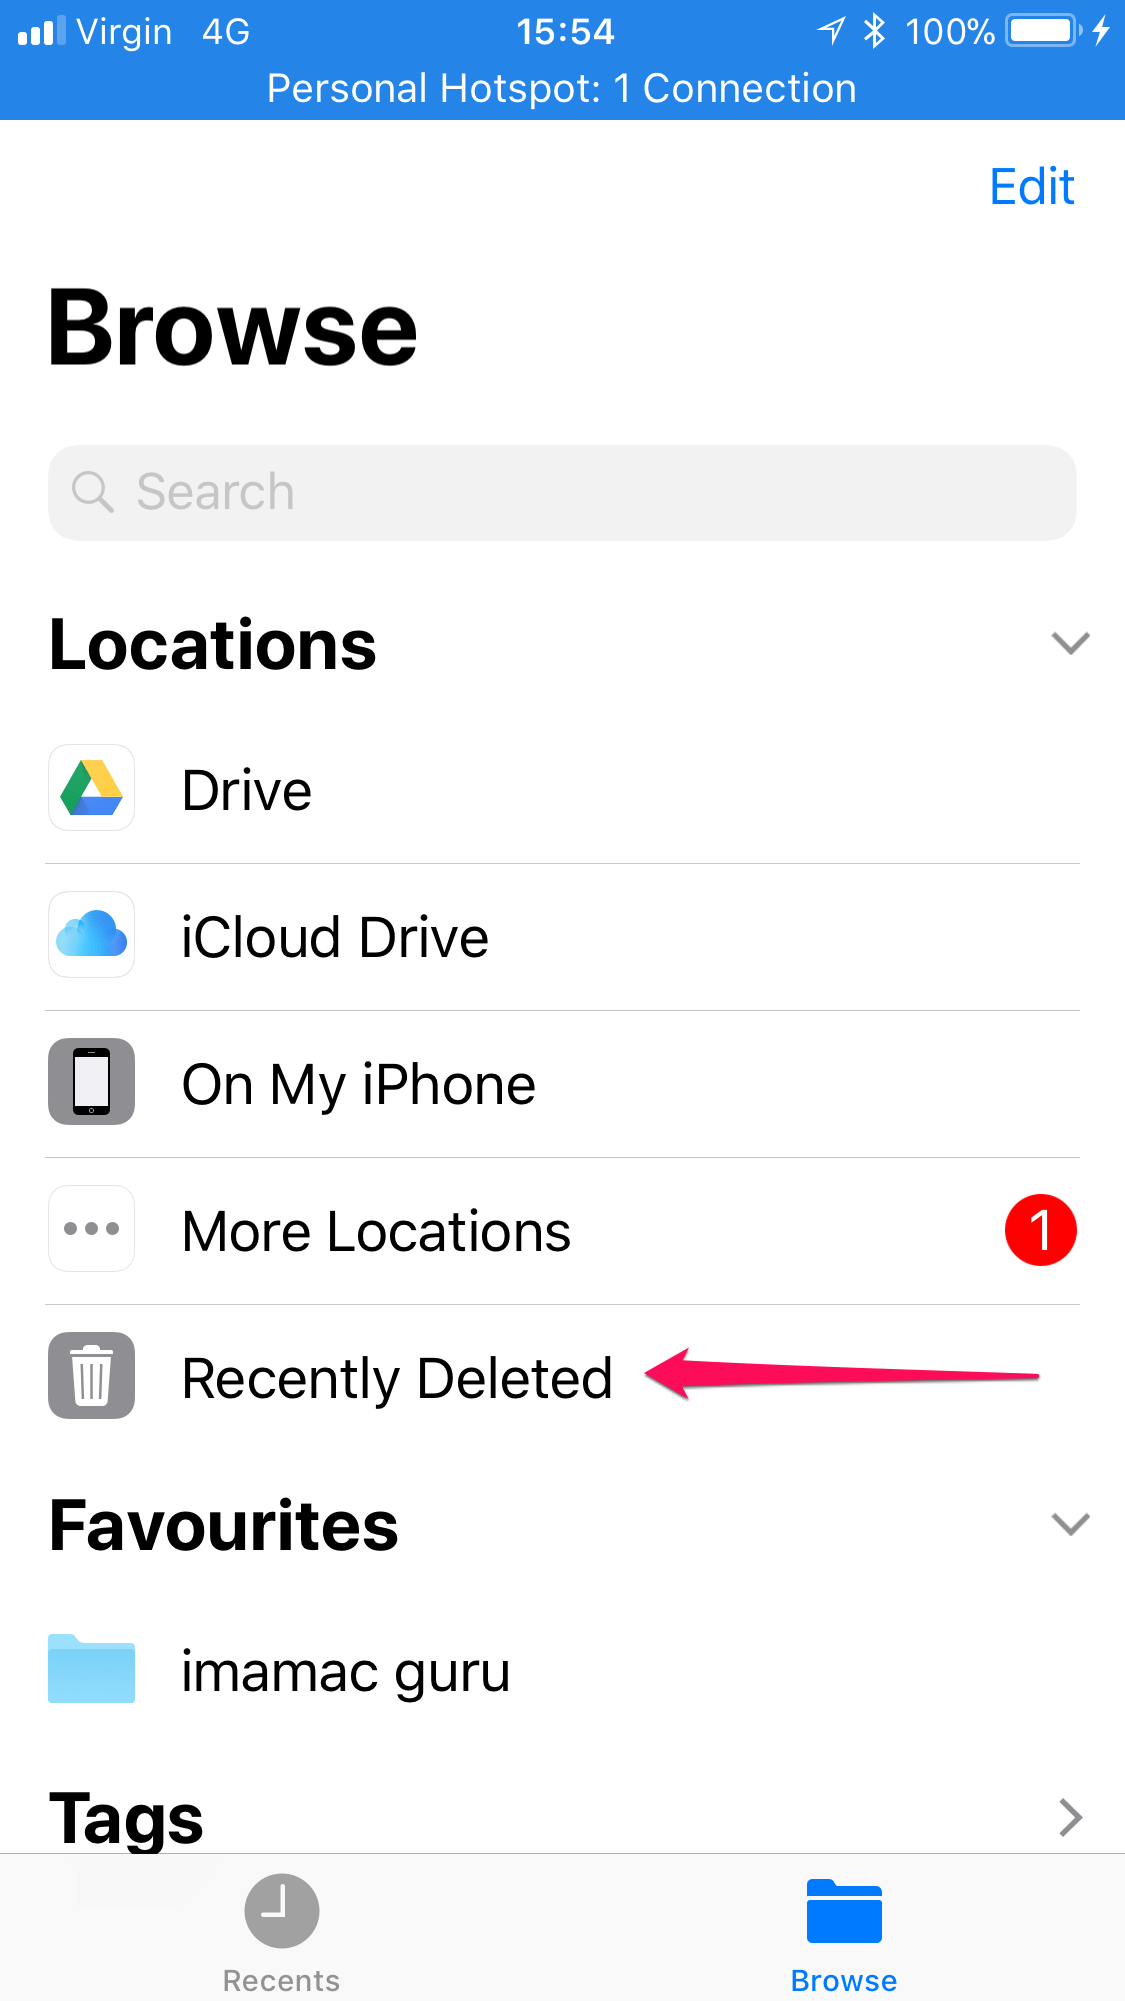 Virgin 4G 15:54 100%
Personal Hotspot: 1 Connection
Edit
Browse
Search
Locations
Drive
iCloud Drive
On My iPhone
More Locations 1
Recently Deleted
Favourites
imamac guru
Tags
Recents Browse